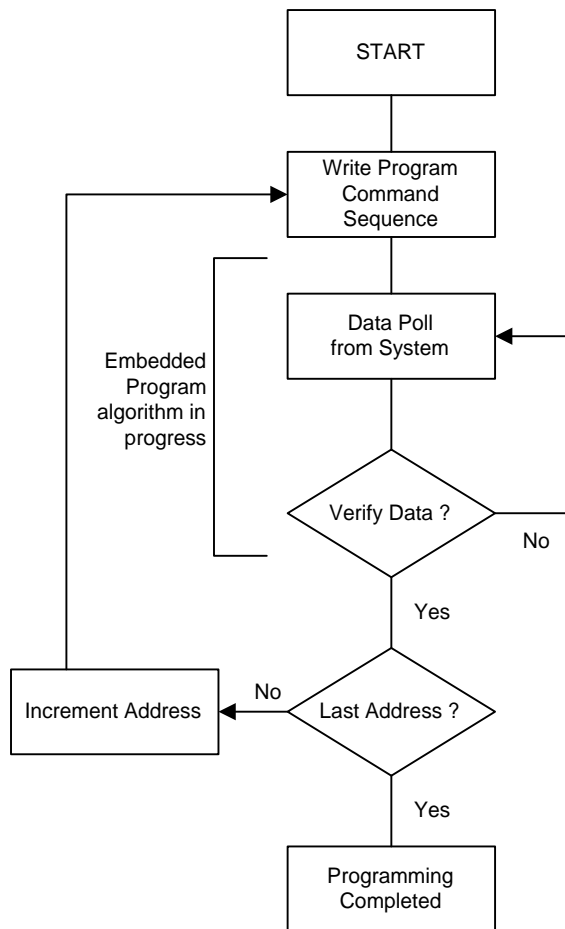 START
Write Program
Command
Sequence
Data Poll
from System
Embedded
Program
algorithm in
progress
Verify Data ?
No
Yes
Increment Address
No
Last Address ?
Yes
Programming
Completed